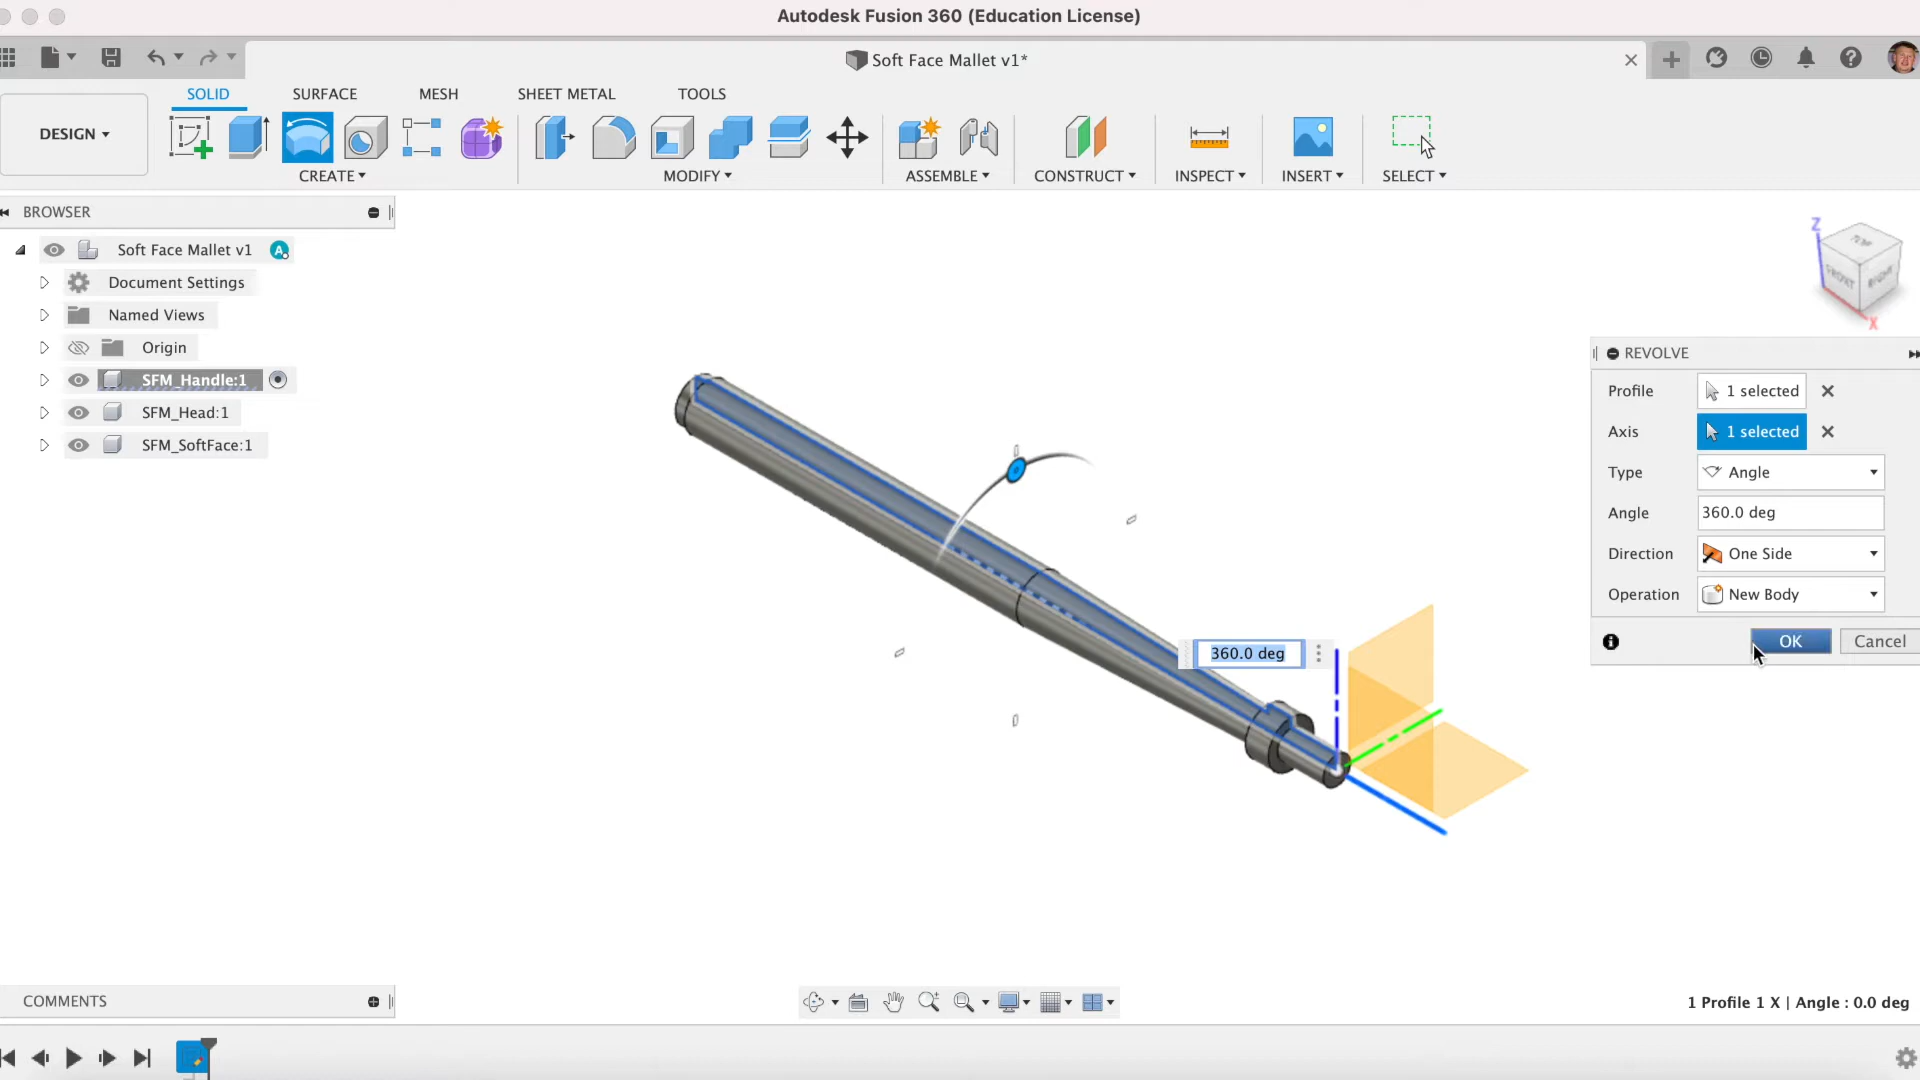 Autodesk Fusion 360 (Education License)
Soft Face Mallet v1*
SOLID SURFACE MESH SHEET METAL TOOLS
DESIGN
CREATE MODIFY ASSEMBLE CONSTRUCT INSPECT INSERT SELECT
BROWSER
Soft Face Mallet v1
A
Document Settings
Named Views
Origin
SFM_Handle:1
SFM_Head:1
SFM_SoftFace:1
Z
TOP
FRONT
RIGHT
X
REVOLVE
Profile 1 selected
Axis 1 selected
Type Angle
Angle 360.0 deg
Direction One Side
Operation New Body
OK Cancel
360.0 deg
COMMENTS
1 Profile 1 X | Angle : 0.0 deg